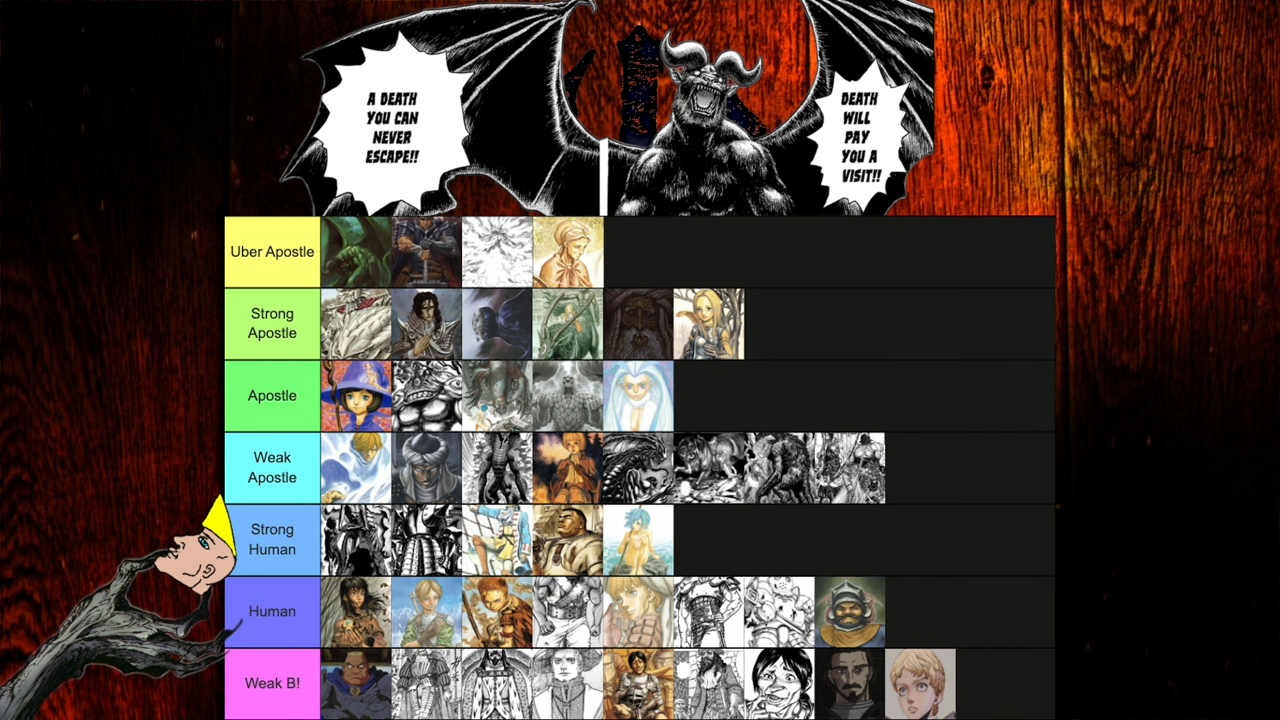 A DEATH
YOU CAN
NEVER
ESCAPE!!
DEATH
WILL
PAY
YOU A
VISIT!!
Uber Apostle
Strong
Apostle
Apostle
Weak
Apostle
Strong
Human
Human
Weak B!